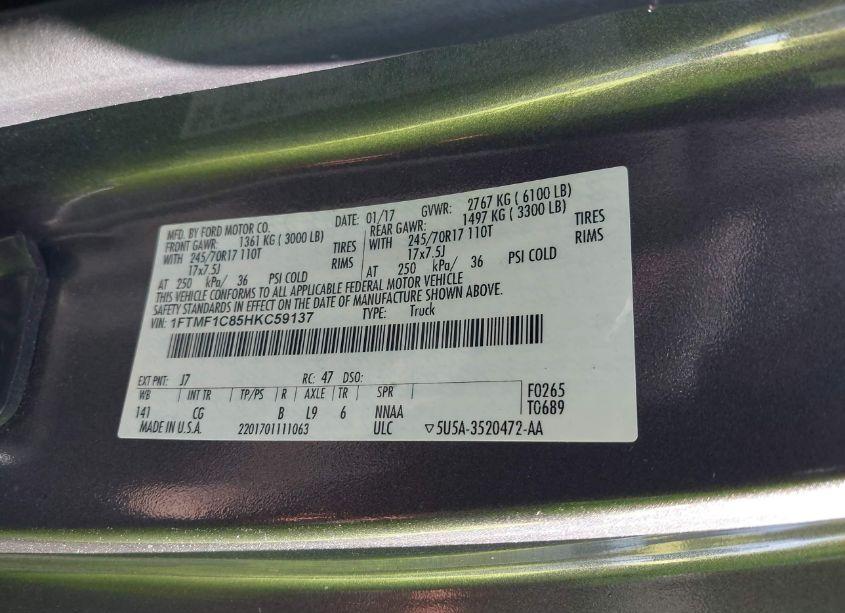 MFD. BY FORD MOTOR CO. DATE: 01/17 GVWR: 2767 KG ( 6100 LB)
FRONT GAWR: 1361 KG ( 3000 LB) REAR GAWR: 1497 KG ( 3300 LB)
WITH 245/70R17 110T TIRES WITH 245/70R17 110T TIRES
17x7.5J RIMS 17x7.5J RIMS
AT 250 kPa/ 36 PSI COLD AT 250 kPa/ 36 PSI COLD
THIS VEHICLE CONFORMS TO ALL APPLICABLE FEDERAL MOTOR VEHICLE
SAFETY STANDARDS IN EFFECT ON THE DATE OF MANUFACTURE SHOWN ABOVE.
VIN: 1FTMF1C85HKC59137 TYPE: Truck
EXT PNT: J7 RC: 47 DSO:
WB INT TR TP/PS R AXLE TR SPR F0265
141 CG B L9 6 NNAA T0689
MADE IN U.S.A. 2201701111063 ULC ▽5U5A-3520472-AA